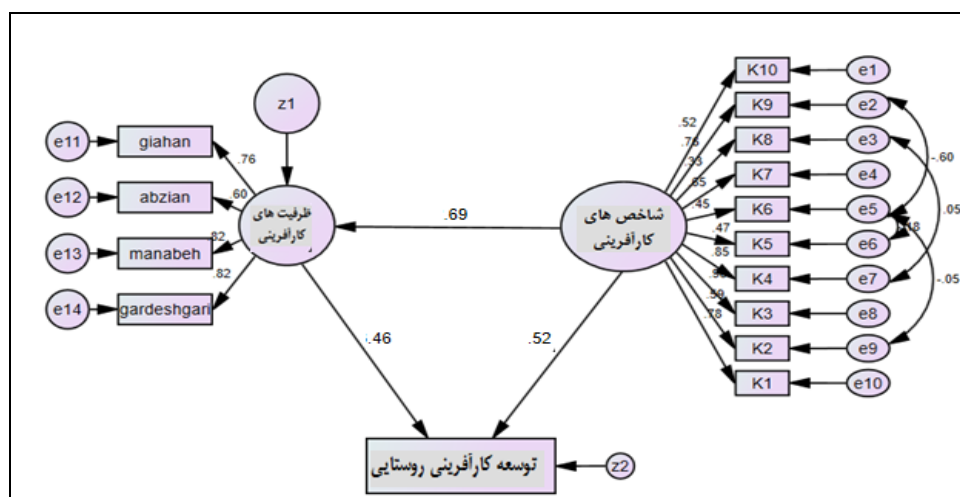 z1
e11
giahan
.76
e12
abzian
.60
e13
manabeh
.82
e14
gardeshgari
.82
ظرفیت های
کارآفرینی
.69
شاخص های
کارآفرینی
.52
.33
.45
.47
.85
.59
.78
K10
K9
K8
K7
K6
K5
K4
K3
K2
K1
e1
e2
e3
e4
e5
e6
e7
e8
e9
e10
-.60
.05
-.05
.46
.52
توسعه کارآفرینی روستایی
z2